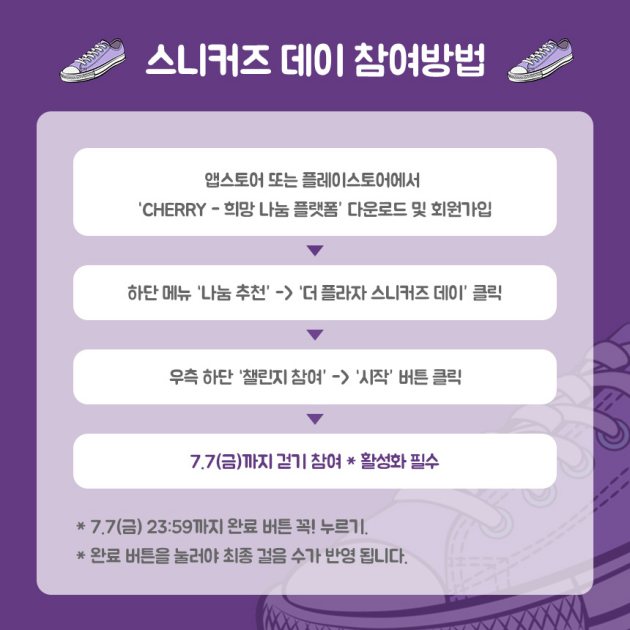 스니커즈 데이 참여방법
앱스토어 또는 플레이스토어에서
'CHERRY - 희망 나눔 플랫폼' 다운로드 및 회원가입
하단 메뉴 '나눔 추천' -> '더 플라자 스니커즈 데이' 클릭
우측 하단 '챌린지 참여' -> '시작' 버튼 클릭
7.7(금)까지 걷기 참여 * 활성화 필수
* 7.7(금) 23:59까지 완료 버튼 꼭! 누르기.
* 완료 버튼을 눌러야 최종 걸음 수가 반영 됩니다.